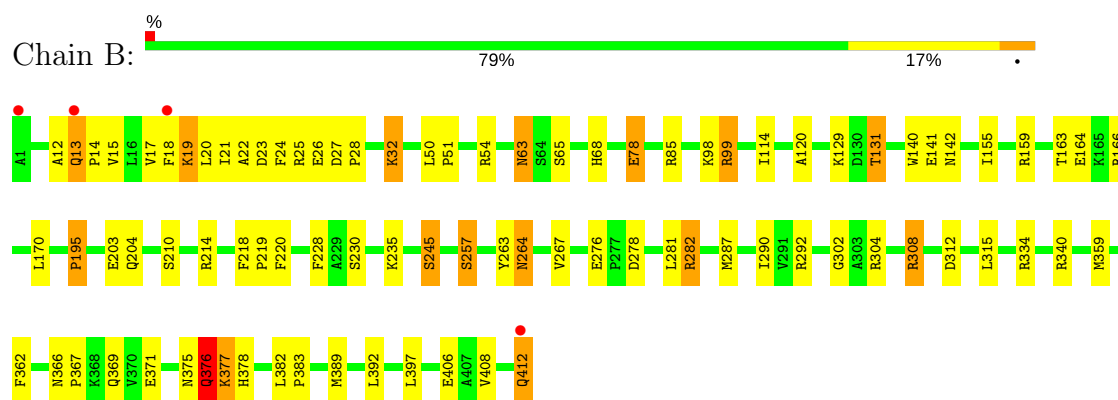 %
Chain B:
79% 17% •
A1 A12 Q13 P14 V15 L16 V17 F18 K19 L20 I21 A22 D23 F24 R25 E26 D27 P28 K32 L50 P51 R54 N63 S64 S65 H68 E78 R85 K98 R99 I114 A120 K129 D130 T131 W140 E141 N142 I155 R159 T163 E164 K165
L170 P195 E203 Q204 S210 R214 F218 P219 F220 F228 A229 S230 K235 S245 S257 Y263 N264 V267 E276 P277 D278 L281 R282 M287 I290 V291 R292 G302 A303 R304 R308 D312 L315 R334 R340 M359
F362 N366 P367 K368 Q369 V370 E371 N375 Q376 K377 H378 L382 P383 M389 L392 L397 E406 A407 V408 Q412